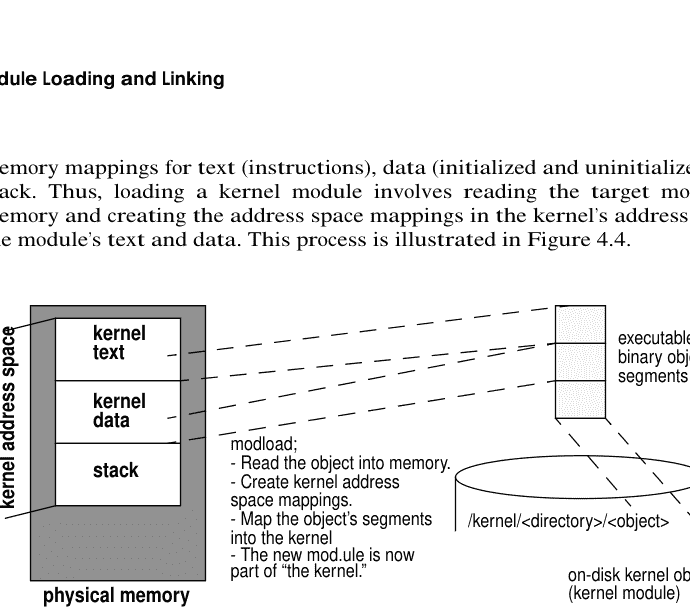 dule Loading and Linking
emory mappings for text (instructions), data (initialized and uninitialize
ack. Thus, loading a kernel module involves reading the target mo
emory and creating the address space mappings in the kernel's address
e module's text and data. This process is illustrated in Figure 4.4.
kernel address space
kernel
text
kernel
data
stack
physical memory
modload;
- Read the object into memory.
- Create kernel address
space mappings.
- Map the object's segments
into the kernel
- The new mod.ule is now
part of “the kernel.”
executable
binary obje
segments
/kernel/<directory>/<object>
on-disk kernel ob
(kernel module)